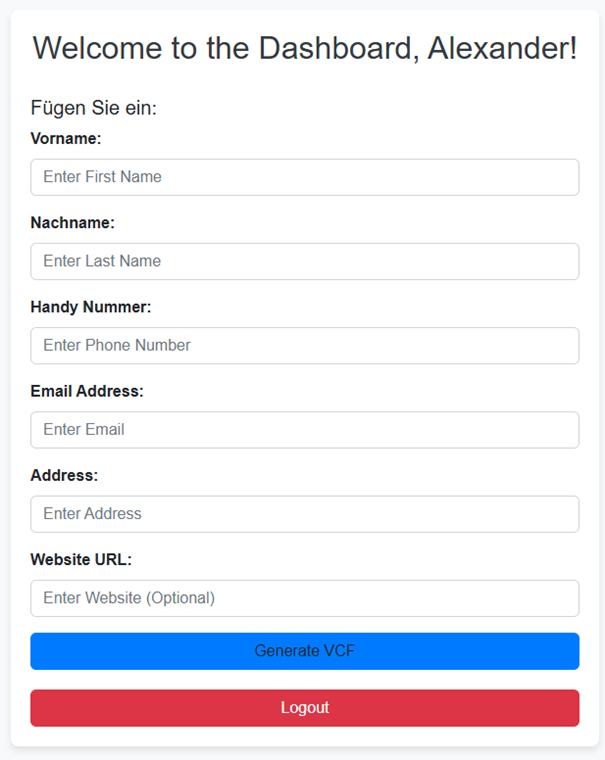 Welcome to the Dashboard, Alexander!
Fügen Sie ein:
Vorname:
Enter First Name
Nachname:
Enter Last Name
Handy Nummer:
Enter Phone Number
Email Address:
Enter Email
Address:
Enter Address
Website URL:
Enter Website (Optional)
Generate VCF
Logout